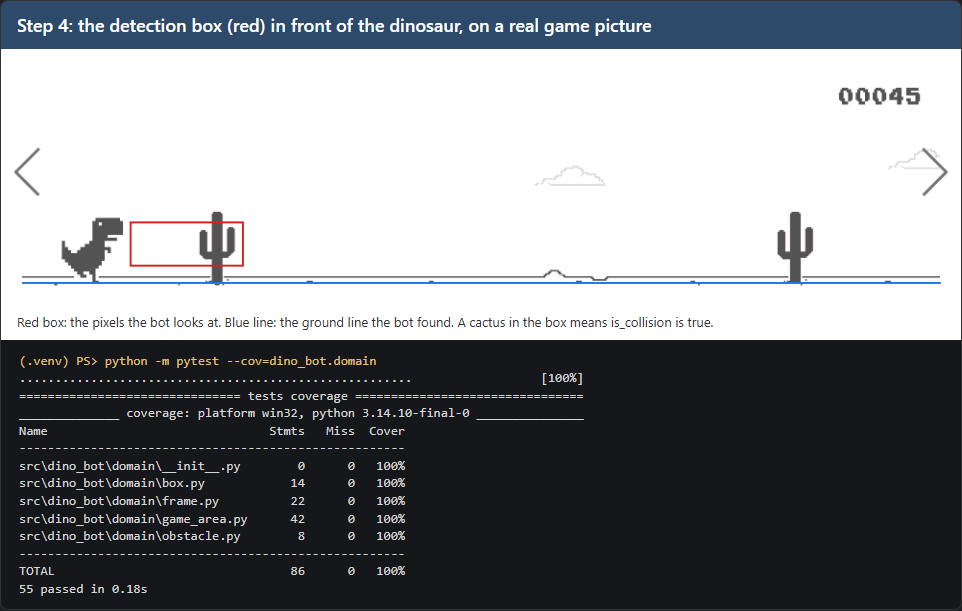 Step 4: the detection box (red) in front of the dinosaur, on a real game picture
00045
Red box: the pixels the bot looks at. Blue line: the ground line the bot found. A cactus in the box means is_collision is true.
(.venv) PS> python -m pytest --cov=dino_bot.domain
....................................................... [100%]
=============================== tests coverage ================================
______________ coverage: platform win32, python 3.14.10-final-0 _______________
Name Stmts Miss Cover
------------------------------------------------------
src\dino_bot\domain\__init__.py 0 0 100%
src\dino_bot\domain\box.py 14 0 100%
src\dino_bot\domain\frame.py 22 0 100%
src\dino_bot\domain\game_area.py 42 0 100%
src\dino_bot\domain\obstacle.py 8 0 100%
------------------------------------------------------
TOTAL 86 0 100%
55 passed in 0.18s